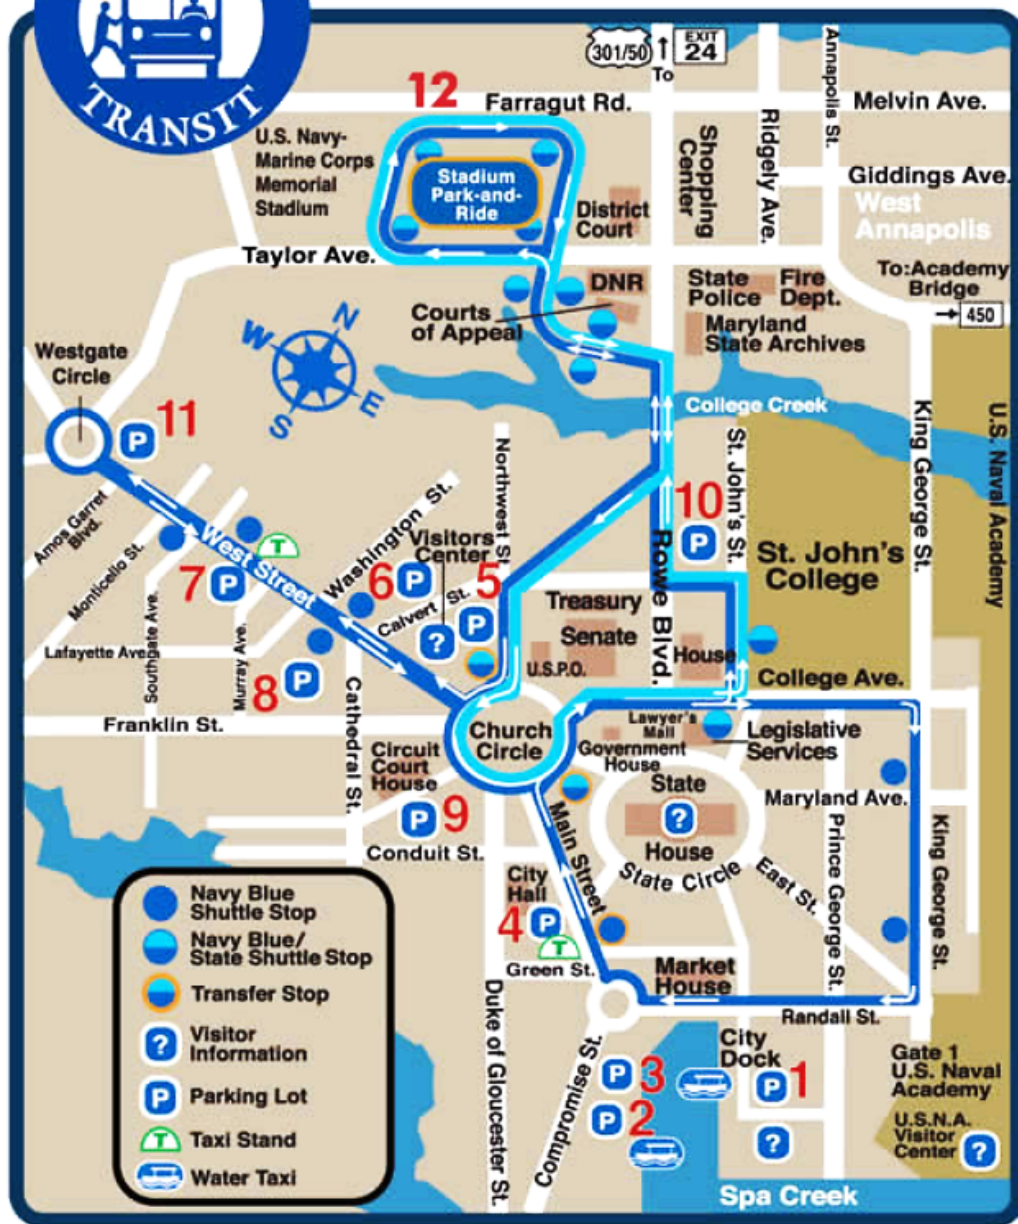 TRANSIT
301/50
EXIT
24
To
12
Farragut Rd.
Annapolis St.
Melvin Ave.
U.S. Navy-
Marine Corps
Memorial
Stadium
Stadium
Park-and-
Ride
District
Court
Shopping
Center
Ridgely Ave.
Giddings Ave.
West
Annapolis
Taylor Ave.
DNR
Courts
of Appeal
State
Police
Fire
Dept.
Maryland
State Archives
To:Academy
Bridge
450
N
W
E
S
Westgate
Circle
P
11
College Creek
King George St.
U.S. Naval Academy
Northwest St.
St. John's St.
10
P
Rowe Blvd.
St. John's
College
Amos Garret
Blvd.
Monticello St.
West Street
T
7
P
Washington St.
Visitors
Center
6
P
Calvert St.
5
P
?
Treasury
Senate
House
U.S.P.O.
Lafayette Ave.
Southgate Ave.
Murray Ave.
8
P
Cathedral St.
Franklin St.
College Ave.
Church
Circle
Lawyer's
Mall
Government
House
Legislative
Services
Circuit
Court
House
P
9
Conduit St.
Main Street
State
?
House
State Circle
East St.
Maryland Ave.
Prince George St.
King George St.
City
Hall
4
P
T
Green St.
Market
House
Randall St.
Duke of Gloucester St.
Compromise St.
P
3
P
2
City
Dock
P
1
?
Gate 1
U.S. Naval
Academy
U.S.N.A.
Visitor
Center
?
Spa Creek
Navy Blue
Shuttle Stop
Navy Blue/
State Shuttle Stop
Transfer Stop
?
Visitor
Information
P
Parking Lot
T
Taxi Stand
Water Taxi